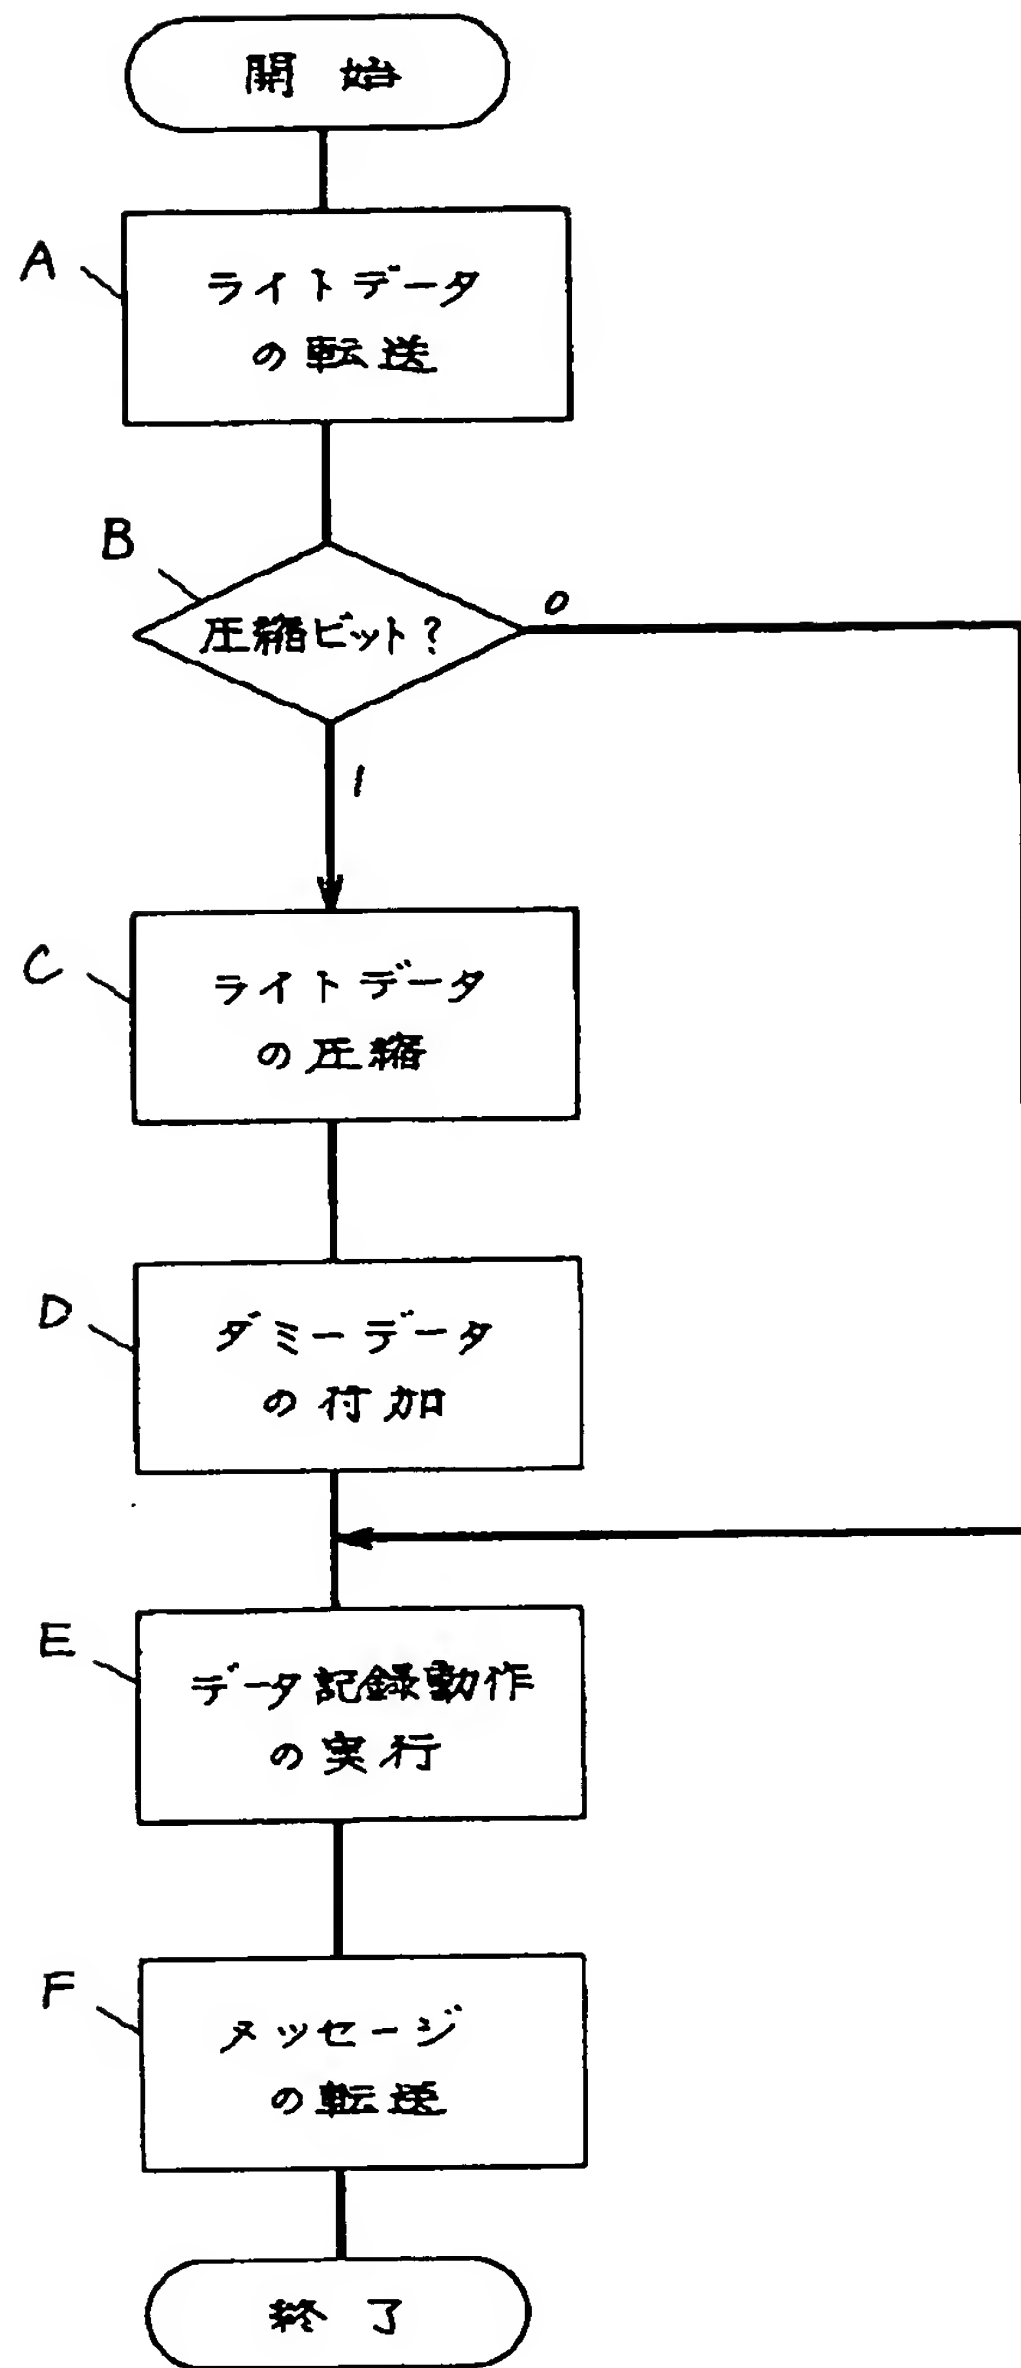 開始
A
ライトデータ
の転送
B
圧縮ビット?
0
1
C
ライトデータ
の圧縮
D
ダミーデータ
の付加
E
データ記録動作
の実行
F
メッセージ
の転送
終了